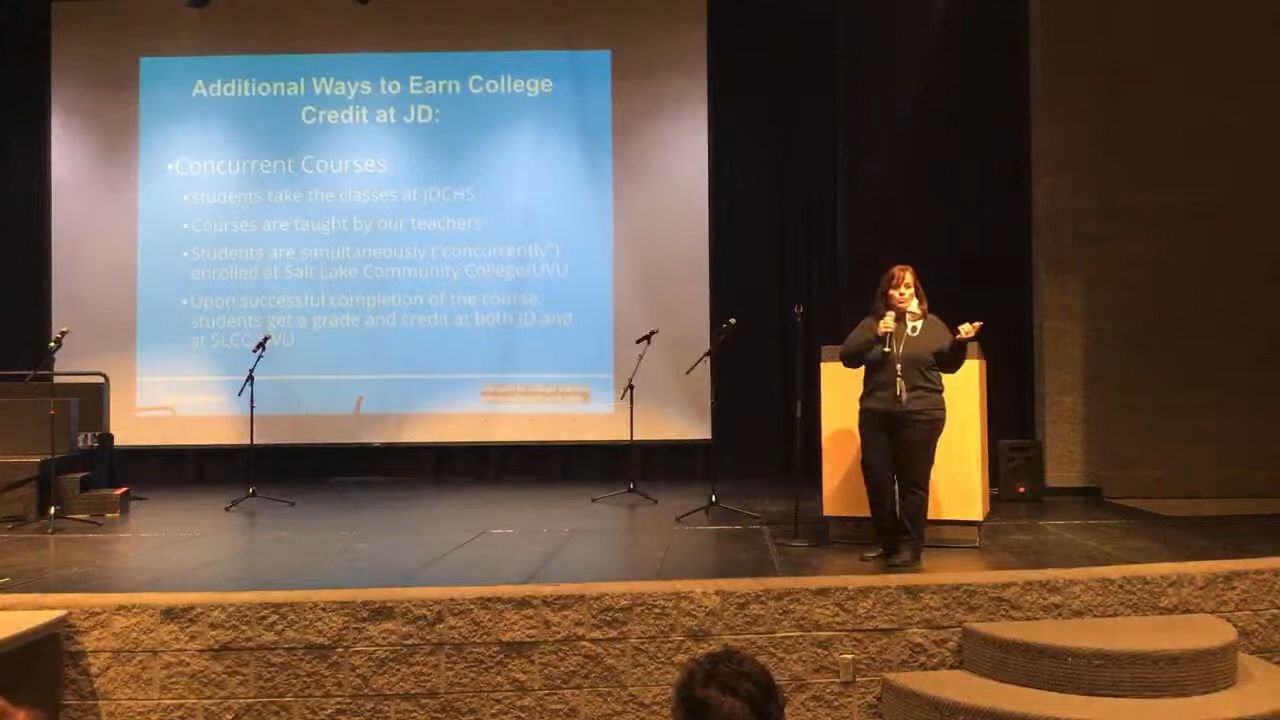 Additional Ways to Earn College
Credit at JD:
•Concurrent Courses
•students take the classes at JDCHS
•Courses are taught by our teachers
•Students are simultaneously ("concurrently")
enrolled at Salt Lake Community College/UVU
•Upon successful completion of the course,
students get a grade and credit at both JD and
at SLCC/UVU